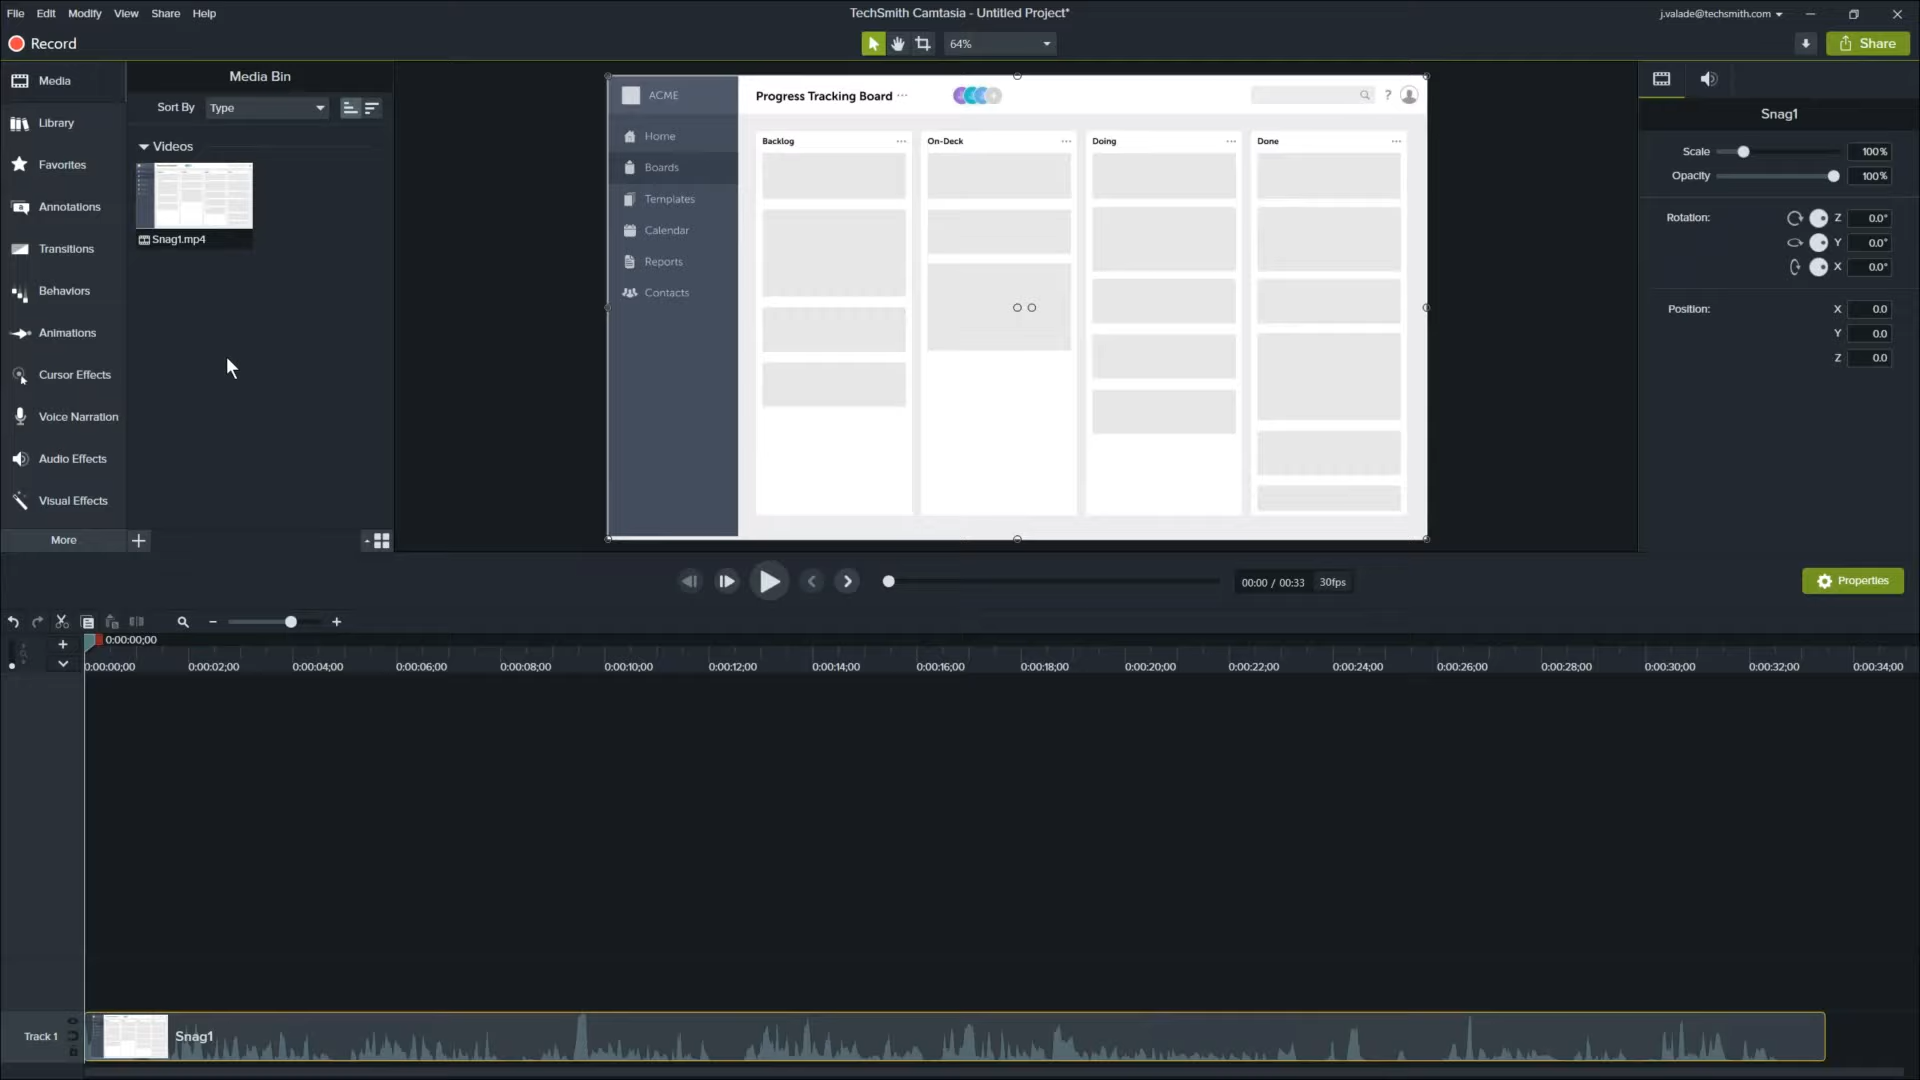 File Edit Modify View Share Help
TechSmith Camtasia - Untitled Project*
j.valade@techsmith.com
Record
64%
Share
Media
Library
Favorites
Annotations
Transitions
Behaviors
Animations
Cursor Effects
Voice Narration
Audio Effects
Visual Effects
More
Media Bin
Sort By Type
Videos
Snag1.mp4
ACME
Home
Boards
Templates
Calendar
Reports
Contacts
Progress Tracking Board ···
?
Backlog ···
On-Deck ···
Doing ···
Done ···
Snag1
Scale 100%
Opacity 100%
Rotation: Z 0.0°
Y 0.0°
X 0.0°
Position: X 0.0
Y 0.0
Z 0.0
00:00 / 00:33 30fps
Properties
0:00:00;00
0:00:00;00 0:00:02;00 0:00:04;00 0:00:06;00 0:00:08;00 0:00:10;00 0:00:12;00 0:00:14;00 0:00:16;00 0:00:18;00 0:00:20;00 0:00:22;00 0:00:24;00 0:00:26;00 0:00:28;00 0:00:30;00 0:00:32;00 0:00:34;00
Track 1
Snag1